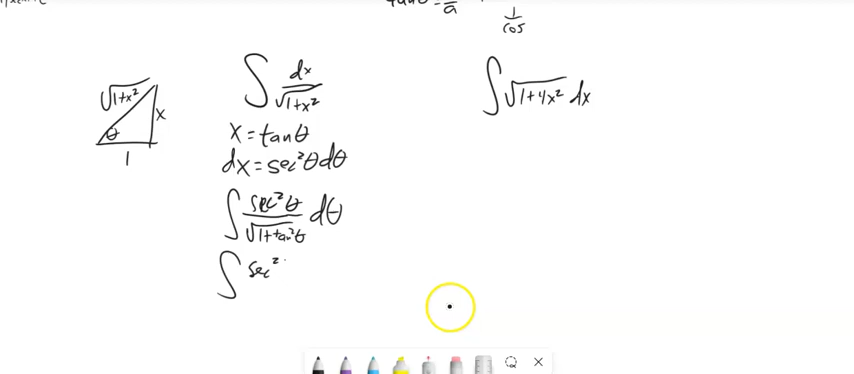 tanθ = 
a
1
cos
√1+x²
x
θ
1
∫ dx/√1+x²
x = tanθ
dx = sec²θ dθ
∫ sec²θ/√1+tan²θ dθ
∫ sec²
∫ √1+4x² dx